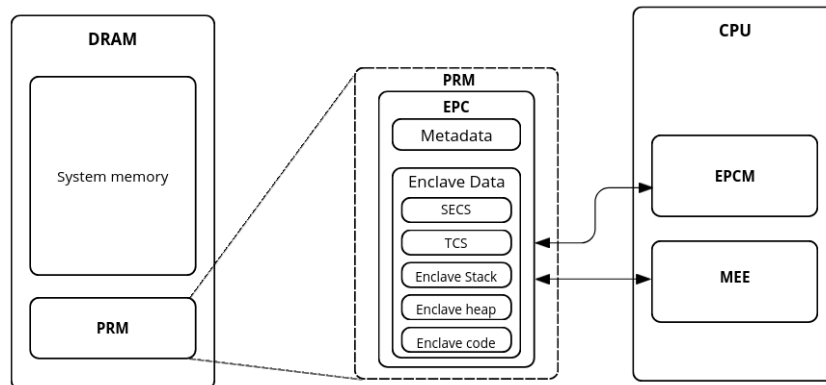 DRAM
System memory
PRM
PRM
EPC
Metadata
Enclave Data
SECS
TCS
Enclave Stack
Enclave heap
Enclave code
CPU
EPCM
MEE